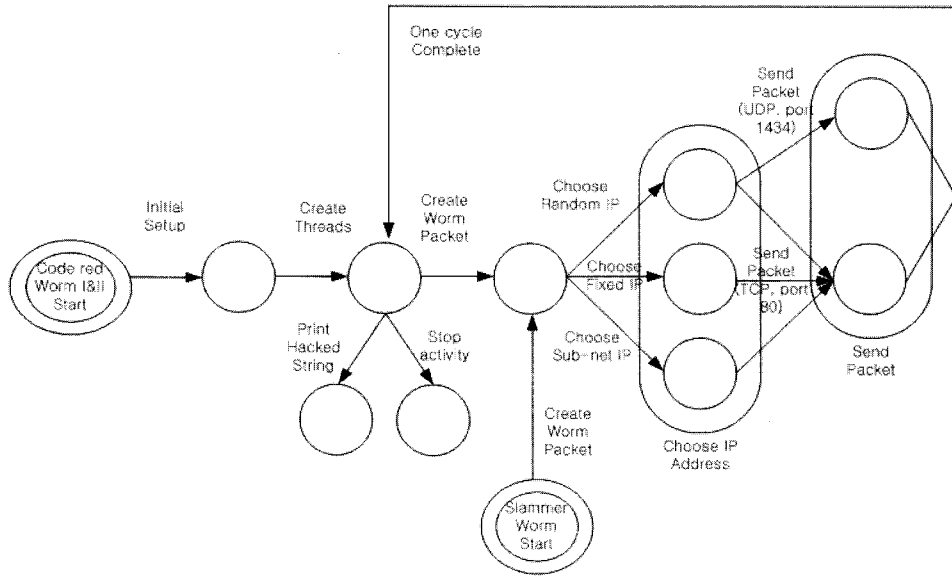 One cycle
Complete
Send
Packet
(UDP, port
1434)
Choose
Random IP
Create
Worm
Packet
Create
Threads
Initial
Setup
Code red
Worm I&II
Start
Choose
Fixed IP
Send
Packet
(TCP, port
80)
Print
Hacked
String
Stop
activity
Choose
Sub-net IP
Send
Packet
Create
Worm
Packet
Choose IP
Address
Slammer
Worm
Start